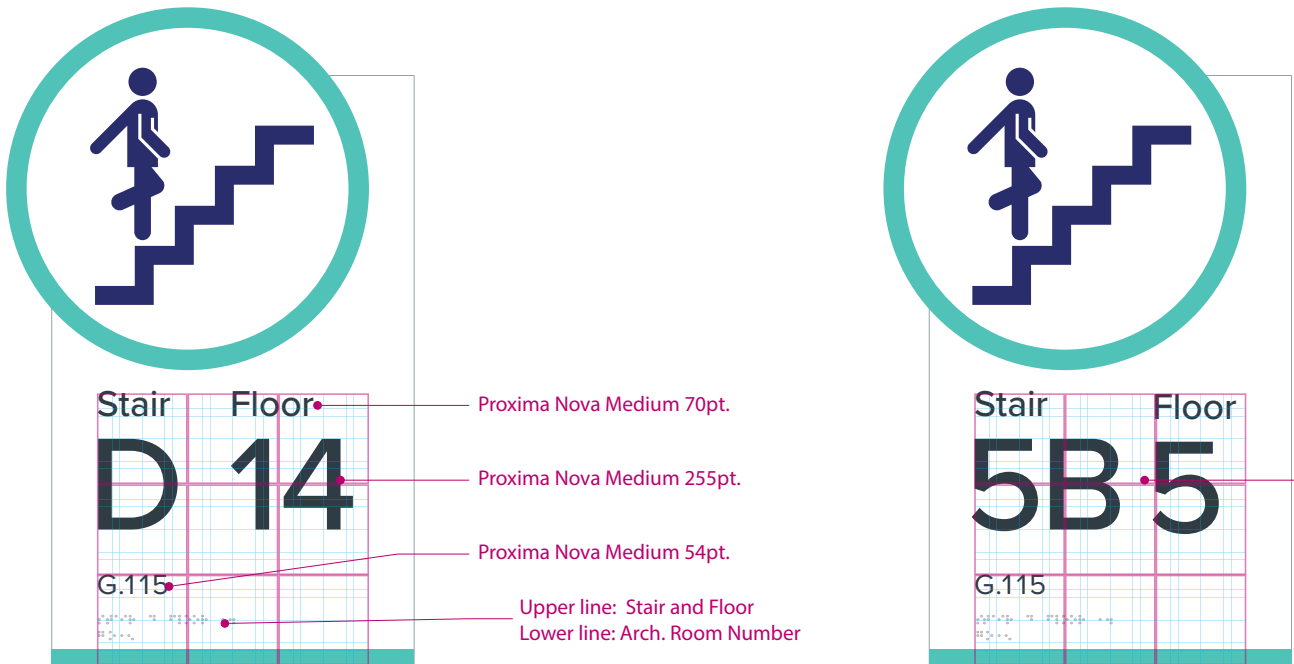 Stair Floor
D 14
G.115
Proxima Nova Medium 70pt.
Proxima Nova Medium 255pt.
Proxima Nova Medium 54pt.
Upper line: Stair and Floor
Lower line: Arch. Room Number
Stair Floor
5B 5
G.115